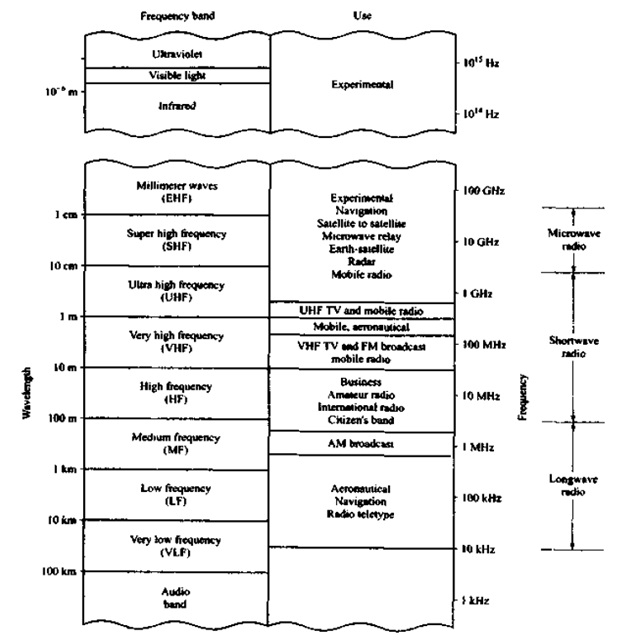 Frequency band
Use
Ultraviolet
Visible light
Infrared
Experimental
10⁻⁶ m
10¹⁵ Hz
10¹⁴ Hz
Millimeter waves
(EHF)
Super high frequency
(SHF)
Ultra high frequency
(UHF)
Very high frequency
(VHF)
High frequency
(HF)
Medium frequency
(MF)
Low frequency
(LF)
Very low frequency
(VLF)
Audio
band
Wavelength
1 cm
10 cm
1 m
10 m
100 m
1 km
10 km
100 km
Experimental
Navigation
Satellite to satellite
Microwave relay
Earth-satellite
Radar
Mobile radio
UHF TV and mobile radio
Mobile, aeronautical
VHF TV and FM broadcast
mobile radio
Business
Amateur radio
International radio
Citizen's band
AM broadcast
Aeronautical
Navigation
Radio teletype
100 GHz
10 GHz
1 GHz
100 MHz
10 MHz
1 MHz
100 kHz
10 kHz
1 kHz
Frequency
Microwave
radio
Shortwave
radio
Longwave
radio